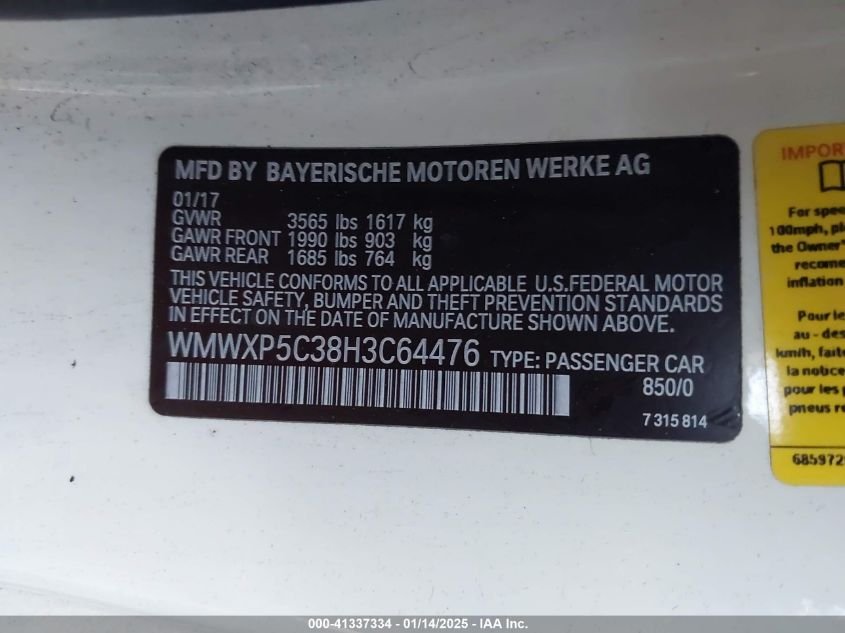 MFD BY BAYERISCHE MOTOREN WERKE AG
01/17
GVWR 3565 lbs 1617 kg
GAWR FRONT 1990 lbs 903 kg
GAWR REAR 1685 lbs 764 kg
THIS VEHICLE CONFORMS TO ALL APPLICABLE U.S.FEDERAL MOTOR
VEHICLE SAFETY, BUMPER AND THEFT PREVENTION STANDARDS
IN EFFECT ON THE DATE OF MANUFACTURE SHOWN ABOVE.
WMWXP5C38H3C64476 TYPE: PASSENGER CAR
850/0
7 315 814
IMPOR
For spee
100mph, pl
the Owner'
recome
inflation
Pour le
au - des
km/h, faite
la notice
pour les p
pneus re
685972
000-41337334 - 01/14/2025 - IAA Inc.